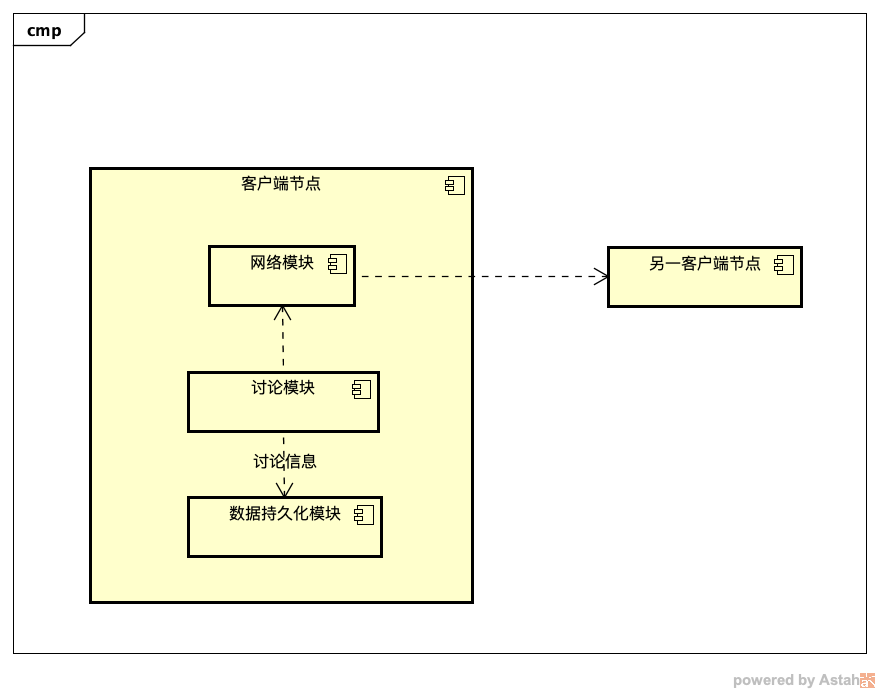 cmp
客户端节点
网络模块
另一客户端节点
讨论模块
讨论信息
数据持久化模块
powered by Astah